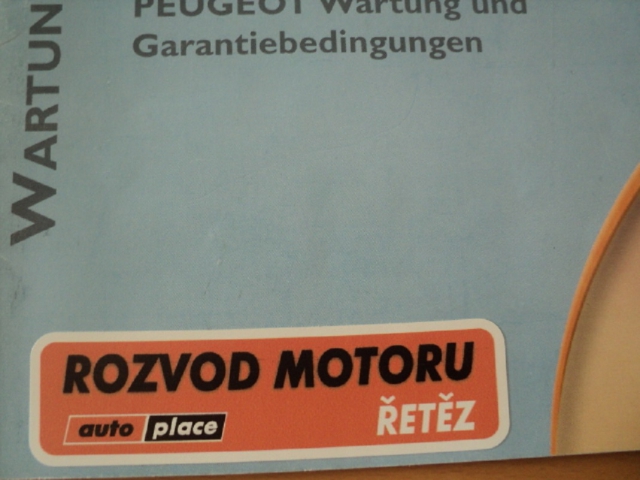 PEUGEOT Wartung und
Garantiebedingungen
WARTUN
ROZVOD MOTORU
auto place
ŘETĚZ